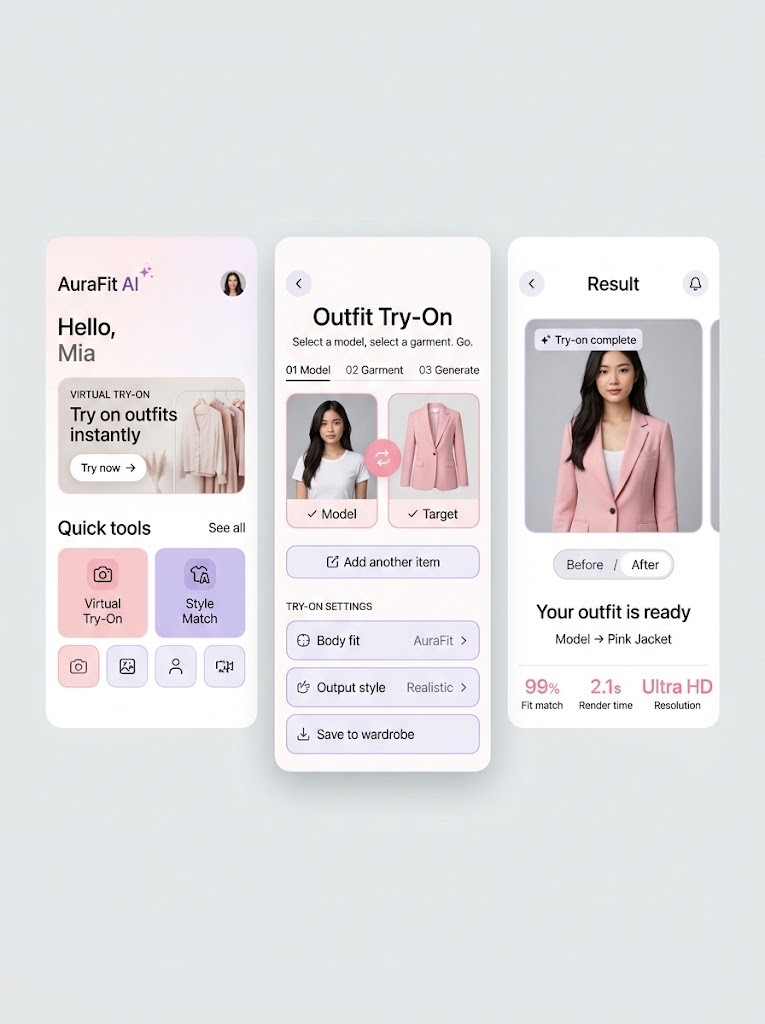 AuraFit AI
Hello,
Mia
VIRTUAL TRY-ON
Try on outfits
instantly
Try now →
Quick tools
See all
Virtual
Try-On
Style
Match
Outfit Try-On
Select a model, select a garment. Go.
01 Model
02 Garment
03 Generate
✓ Model
✓ Target
Add another item
TRY-ON SETTINGS
Body fit
AuraFit >
Output style
Realistic >
Save to wardrobe
Result
Try-on complete
Before / After
Your outfit is ready
Model → Pink Jacket
99%
Fit match
2.1s
Render time
Ultra HD
Resolution